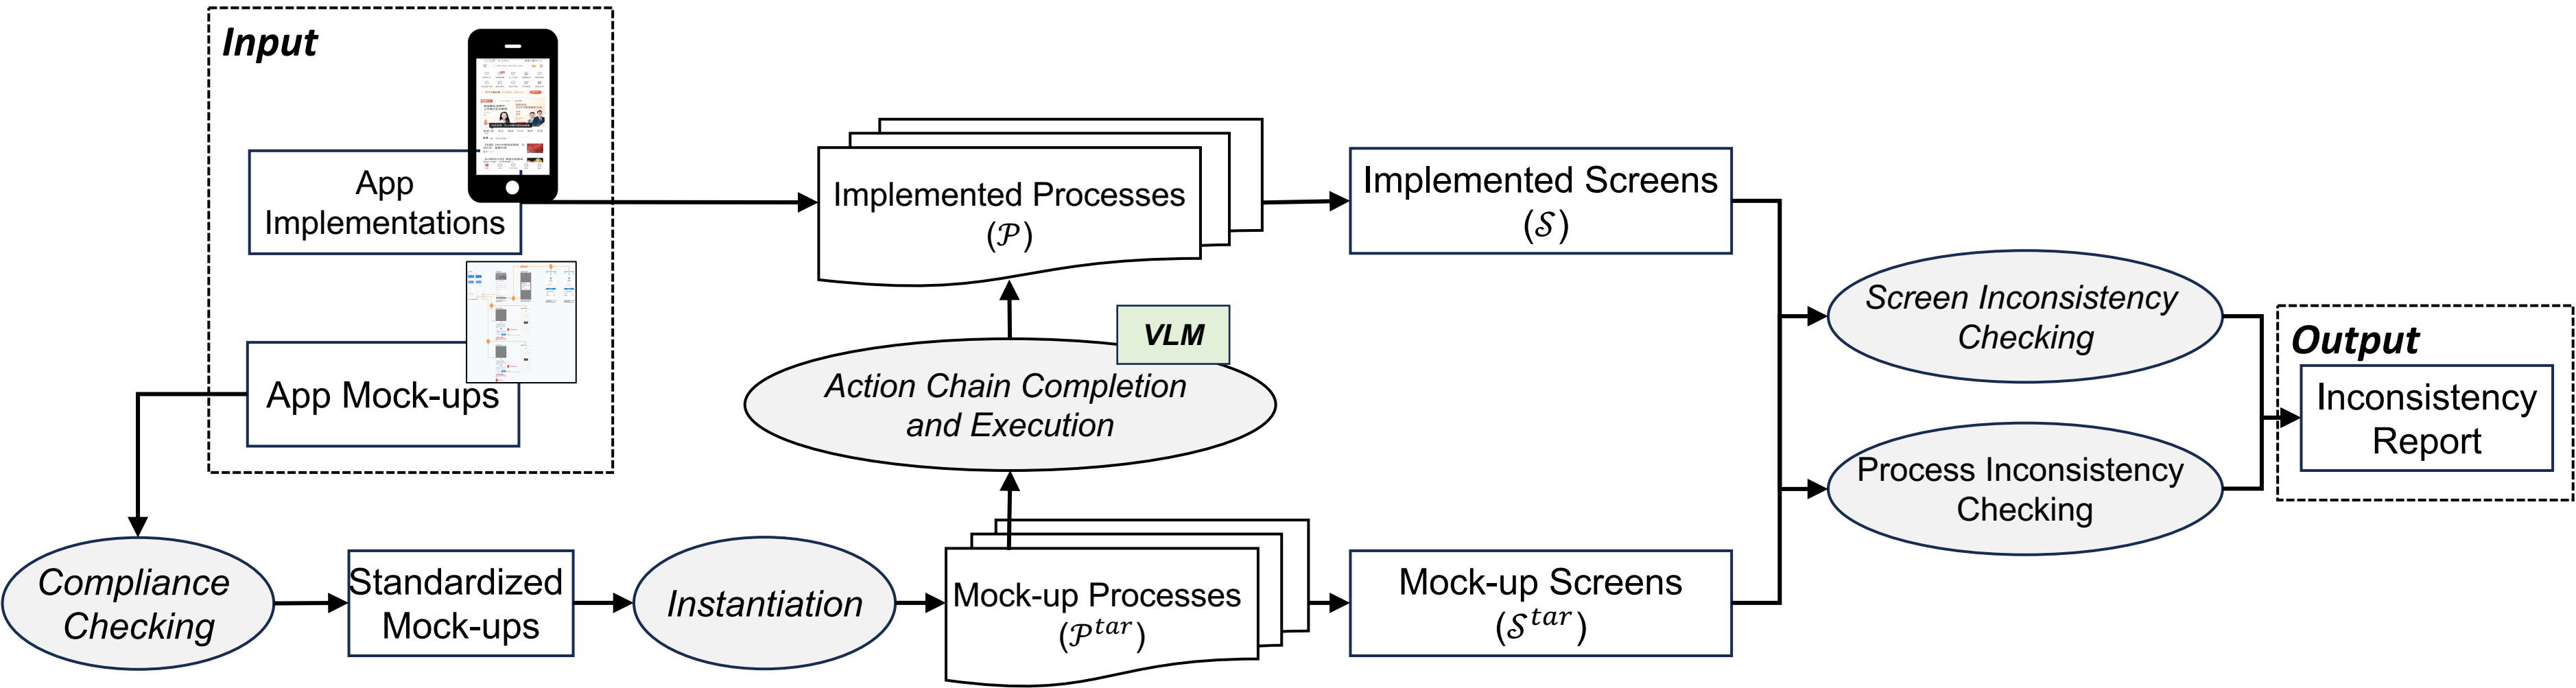 Input
App
Implementations
App Mock-ups
Compliance
Checking
Standardized
Mock-ups
Instantiation
Mock-up Processes
(𝒫^tar)
Action Chain Completion
and Execution
VLM
Implemented Processes
(𝒫)
Implemented Screens
(𝒮)
Mock-up Screens
(𝒮^tar)
Screen Inconsistency
Checking
Process Inconsistency
Checking
Output
Inconsistency
Report